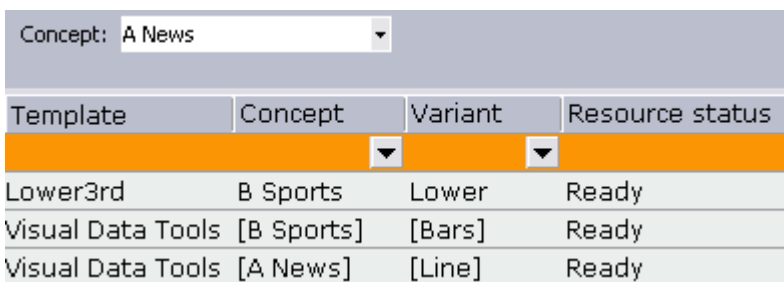 Concept: A News
Template Concept Variant Resource status
Lower3rd B Sports Lower Ready
Visual Data Tools [B Sports] [Bars] Ready
Visual Data Tools [A News] [Line] Ready